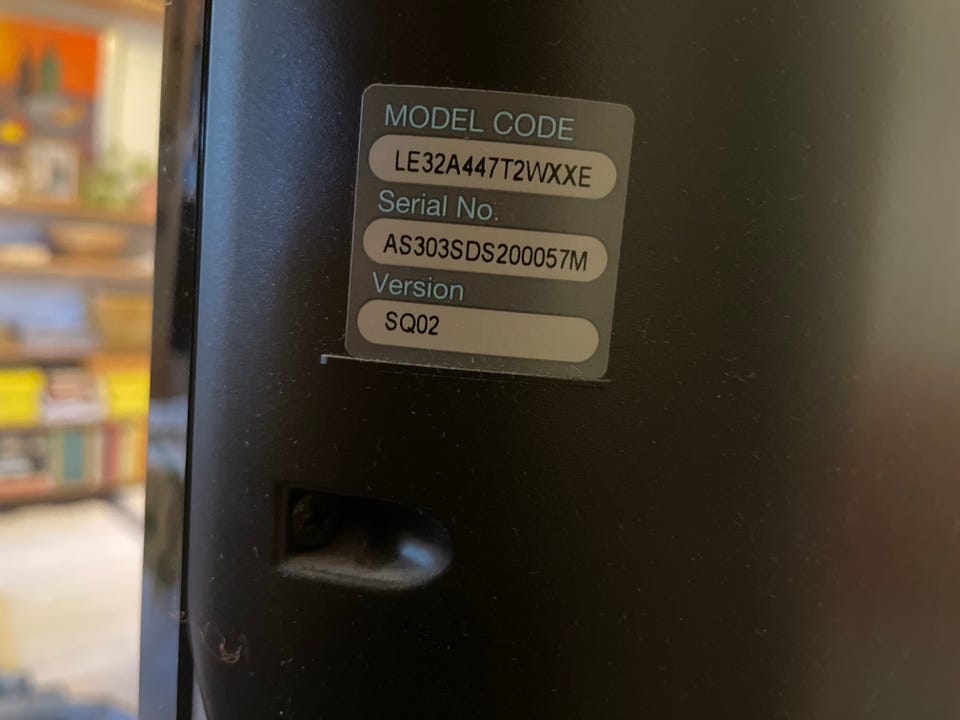 MODEL CODE
LE32A447T2WXXE
Serial No.
AS303SDS200057M
Version
SQ02